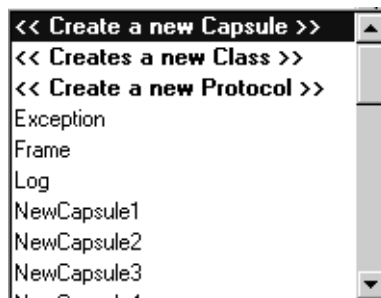 << Create a new Capsule >>
<< Creates a new Class >>
<< Create a new Protocol >>
Exception
Frame
Log
NewCapsule1
NewCapsule2
NewCapsule3